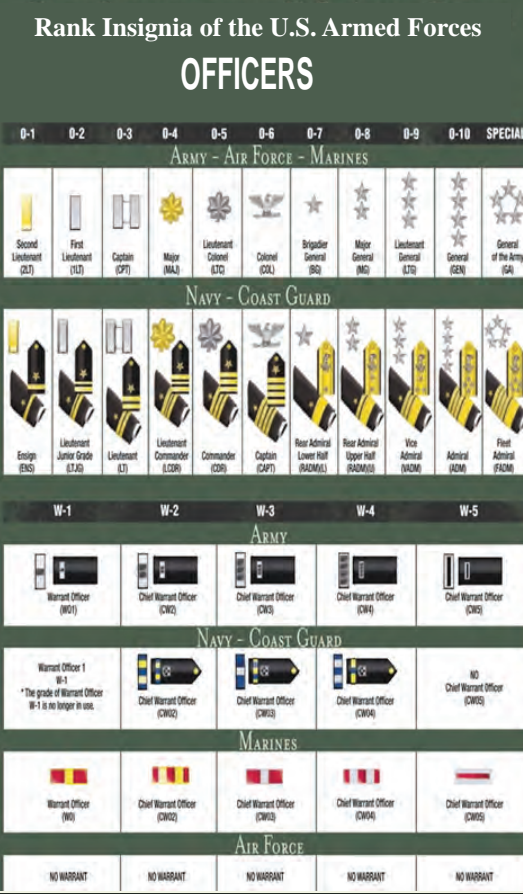 Rank Insignia of the U.S. Armed Forces
OFFICERS
O-1 O-2 O-3 O-4 O-5 O-6 O-7 O-8 O-9 O-10 SPECIAL
ARMY - AIR FORCE - MARINES
Second Lieutenant (2LT)
First Lieutenant (1LT)
Captain (CPT)
Major (MAJ)
Lieutenant Colonel (LTC)
Colonel (COL)
Brigadier General (BG)
Major General (MG)
Lieutenant General (LTG)
General (GEN)
General of the Army (GA)
NAVY - COAST GUARD
Ensign (ENS)
Lieutenant Junior Grade (LTJG)
Lieutenant (LT)
Lieutenant Commander (LCDR)
Commander (CDR)
Captain (CAPT)
Rear Admiral Lower Half (RADM)(L)
Rear Admiral Upper Half (RADM)(U)
Vice Admiral (VADM)
Admiral (ADM)
Fleet Admiral (FADM)
W-1 W-2 W-3 W-4 W-5
ARMY
Warrant Officer (WO1)
Chief Warrant Officer (CW2)
Chief Warrant Officer (CW3)
Chief Warrant Officer (CW4)
Chief Warrant Officer (CW5)
NAVY - COAST GUARD
Warrant Officer 1
W-1
* The grade of Warrant Officer
W-1 is no longer in use.
Chief Warrant Officer (CWO2)
Chief Warrant Officer (CWO3)
Chief Warrant Officer (CWO4)
NO
Chief Warrant Officer
(CWO5)
MARINES
Warrant Officer (WO)
Chief Warrant Officer (CWO2)
Chief Warrant Officer (CWO3)
Chief Warrant Officer (CWO4)
Chief Warrant Officer (CWO5)
AIR FORCE
NO WARRANT NO WARRANT NO WARRANT NO WARRANT NO WARRANT